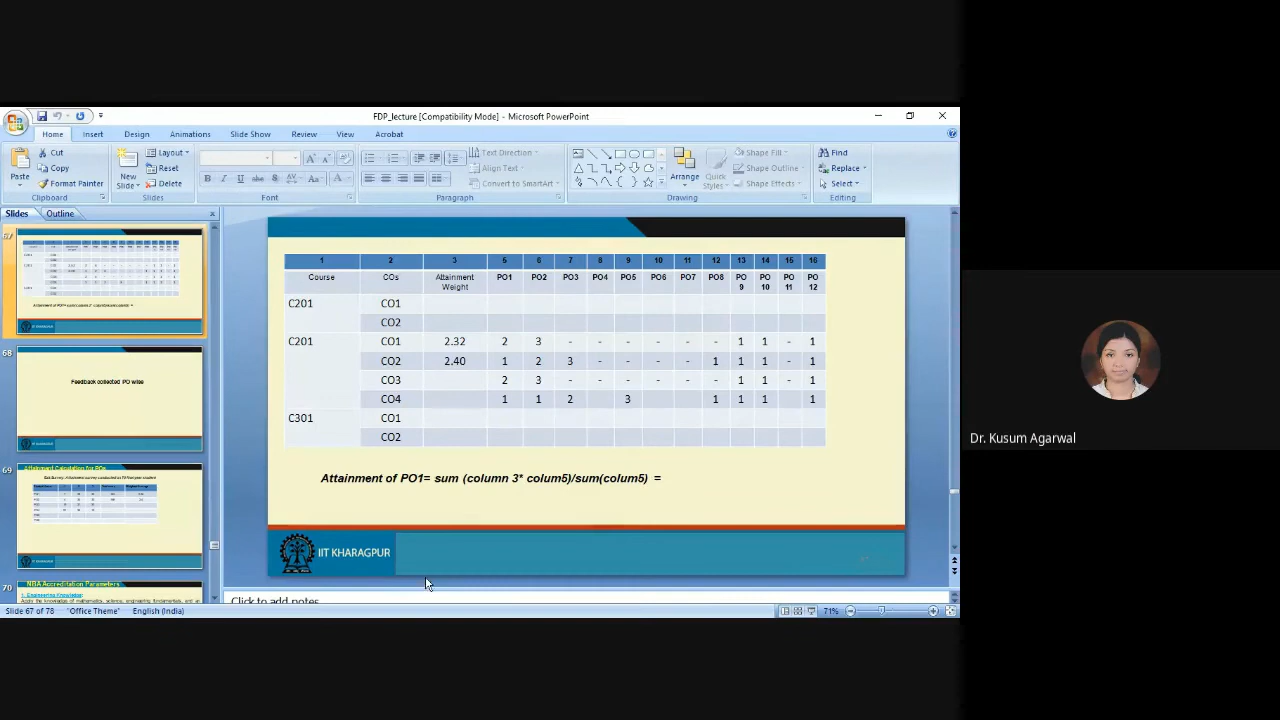 FDP_lecture [Compatibility Mode] - Microsoft PowerPoint
Home Insert Design Animations Slide Show Review View Acrobat
Paste Cut Copy Format Painter
Clipboard
New Slide Layout Reset Delete
Slides
Font
Text Direction Align Text Convert to SmartArt
Paragraph
Arrange Quick Styles Shape Fill Shape Outline Shape Effects
Drawing
Find Replace Select
Editing
Slides Outline
67
68
Feedback collected PO wise
69
Attainment Calculation for POs
70
NBA Accreditation Parameters
1. Engineering Knowledge:
1 2 3 5 6 7 8 9 10 11 12 13 14 15 16
Course COs Attainment Weight PO1 PO2 PO3 PO4 PO5 PO6 PO7 PO8 PO 9 PO 10 PO 11 PO 12
C201 CO1
CO2
C201 CO1 2.32 2 3 - - - - - - 1 1 - 1
CO2 2.40 1 2 3 - - - - 1 1 1 - 1
CO3 2 3 - - - - - - 1 1 - 1
CO4 1 1 2 3 1 1 1 1
C301 CO1
CO2
Attainment of PO1= sum (column 3* colum5)/sum(colum5) =
IIT KHARAGPUR
Click to add notes
Slide 67 of 78 "Office Theme" English (India) 71%
Dr. Kusum Agarwal